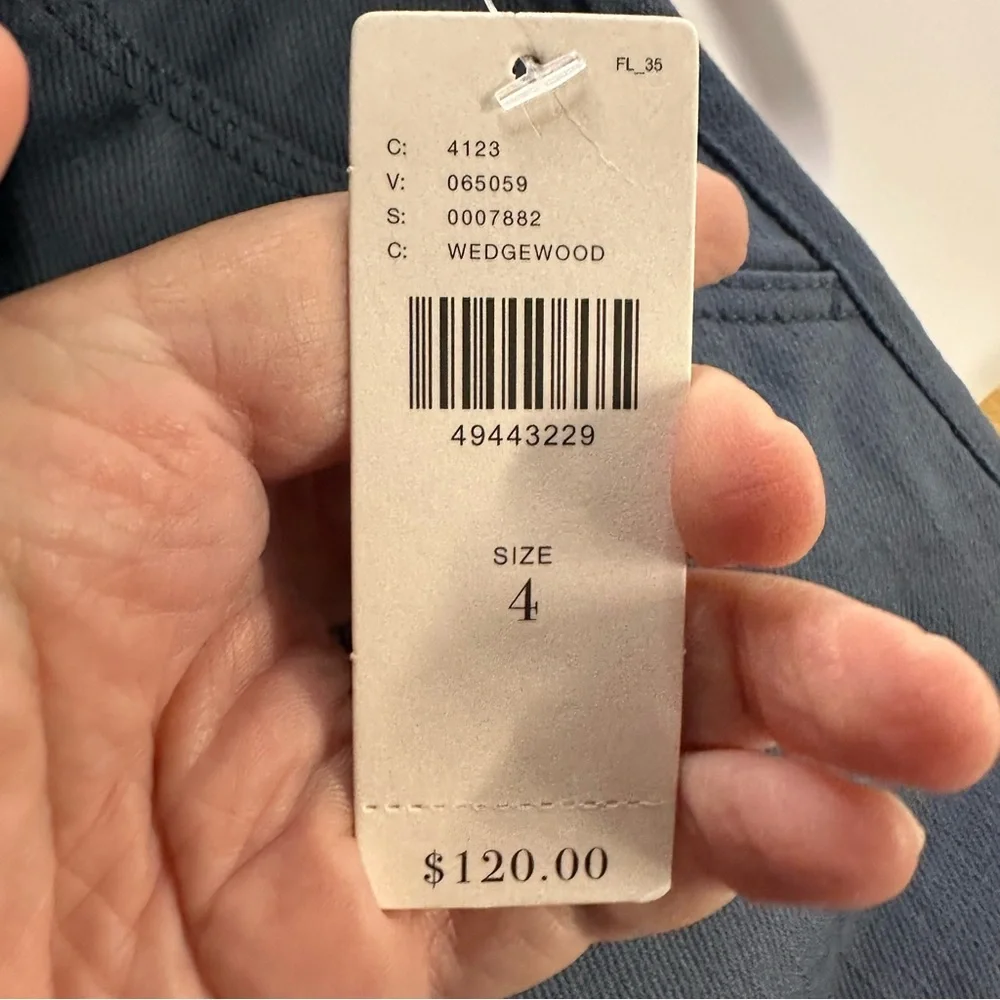 FL_35
C: 4123
V: 065059
S: 0007882
C: WEDGEWOOD
49443229
SIZE
4
$120.00